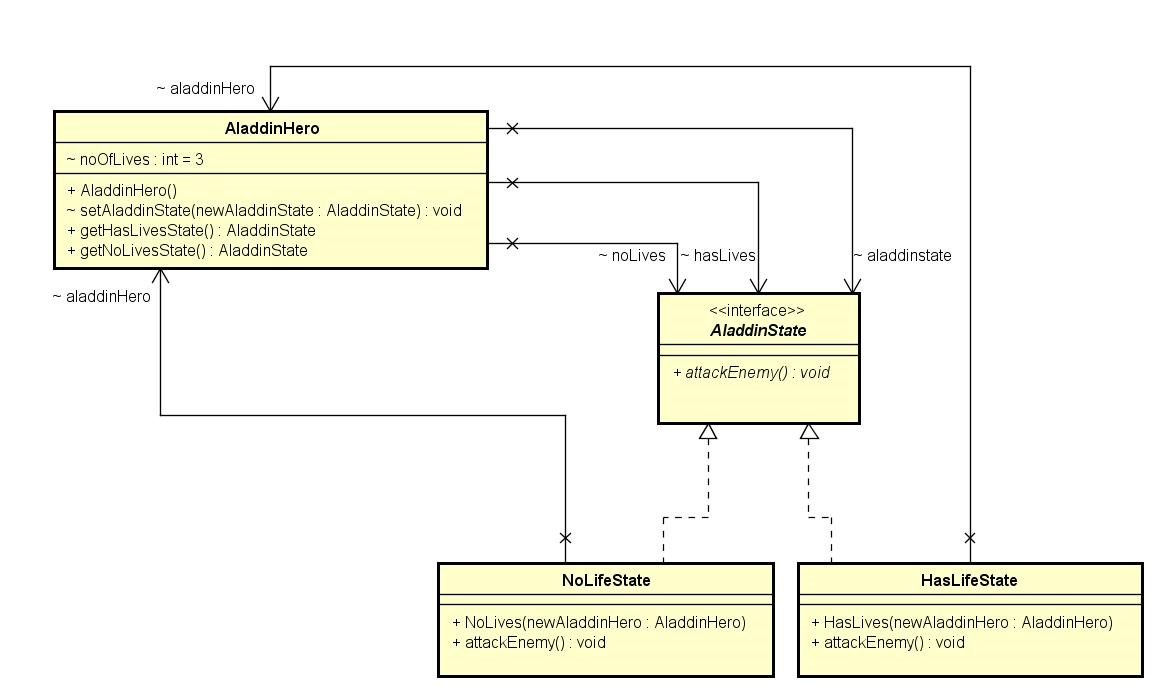 ~ aladdinHero
AladdinHero
~ noOfLives : int = 3
+ AladdinHero()
~ setAladdinState(newAladdinState : AladdinState) : void
+ getHasLivesState() : AladdinState
+ getNoLivesState() : AladdinState
~ noLives
~ hasLives
~ aladdinstate
~ aladdinHero
<<interface>>
AladdinState
+ attackEnemy() : void
NoLifeState
+ NoLives(newAladdinHero : AladdinHero)
+ attackEnemy() : void
HasLifeState
+ HasLives(newAladdinHero : AladdinHero)
+ attackEnemy() : void